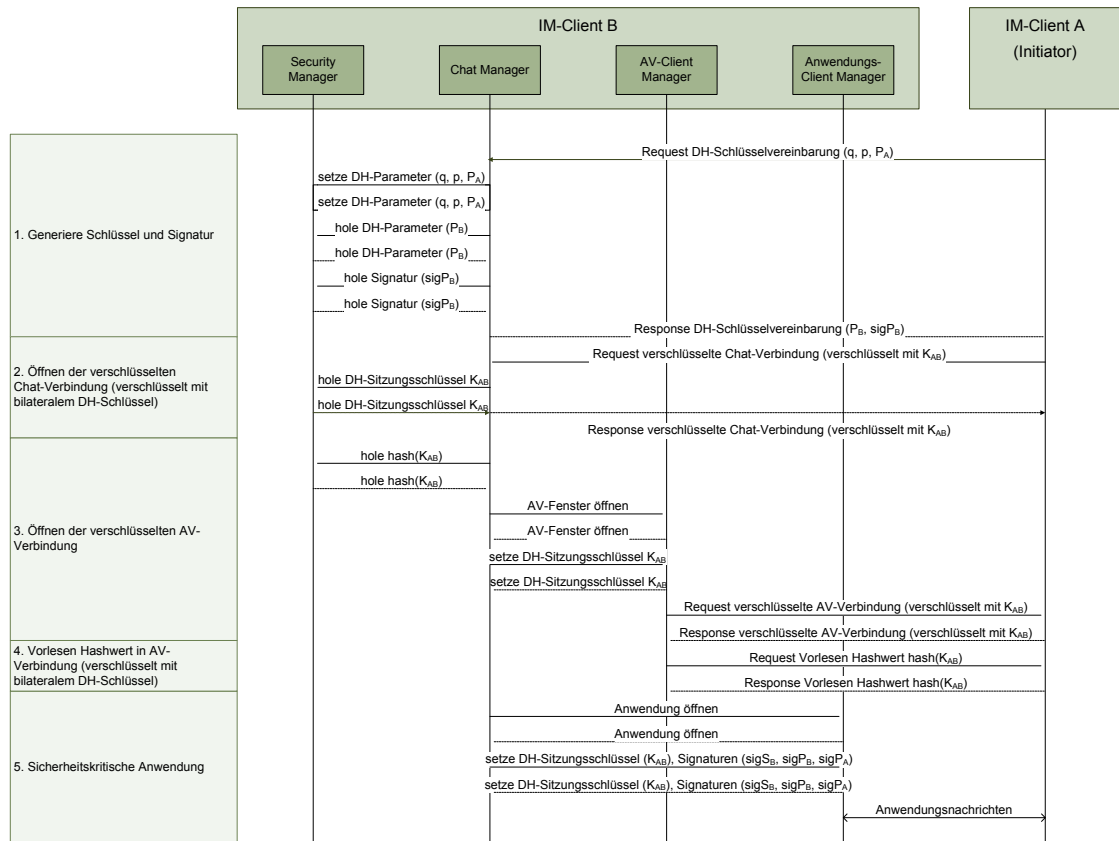 IM-Client B
IM-Client A
(Initiator)
Security
Manager
Chat Manager
AV-Client
Manager
Anwendungs-
Client Manager
1. Generiere Schlüssel und Signatur
Request DH-Schlüsselvereinbarung (q, p, PA)
setze DH-Parameter (q, p, PA)
setze DH-Parameter (q, p, PA)
hole DH-Parameter (PB)
hole DH-Parameter (PB)
hole Signatur (sigPB)
hole Signatur (sigPB)
Response DH-Schlüsselvereinbarung (PB, sigPB)
2. Öffnen der verschlüsselten
Chat-Verbindung (verschlüsselt mit
bilateralem DH-Schlüssel)
Request verschlüsselte Chat-Verbindung (verschlüsselt mit KAB)
hole DH-Sitzungsschlüssel KAB
hole DH-Sitzungsschlüssel KAB
Response verschlüsselte Chat-Verbindung (verschlüsselt mit KAB)
3. Öffnen der verschlüsselten AV-
Verbindung
hole hash(KAB)
hole hash(KAB)
AV-Fenster öffnen
AV-Fenster öffnen
setze DH-Sitzungsschlüssel KAB
setze DH-Sitzungsschlüssel KAB
Request verschlüsselte AV-Verbindung (verschlüsselt mit KAB)
Response verschlüsselte AV-Verbindung (verschlüsselt mit KAB)
4. Vorlesen Hashwert in AV-
Verbindung (verschlüsselt mit
bilateralem DH-Schlüssel)
Request Vorlesen Hashwert hash(KAB)
Response Vorlesen Hashwert hash(KAB)
5. Sicherheitskritische Anwendung
Anwendung öffnen
Anwendung öffnen
setze DH-Sitzungsschlüssel (KAB), Signaturen (sigSB, sigPB, sigPA)
setze DH-Sitzungsschlüssel (KAB), Signaturen (sigSB, sigPB, sigPA)
Anwendungsnachrichten